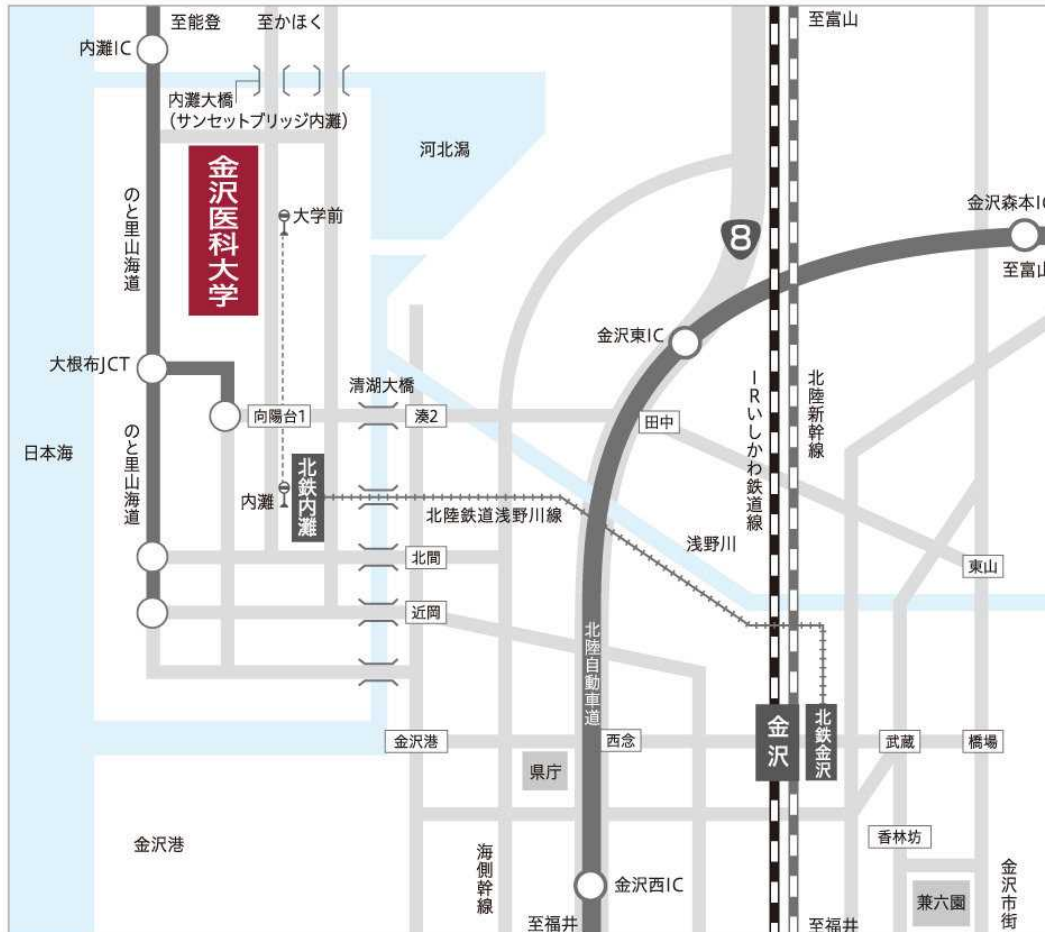 至能登
至かほく
至富山
内灘IC
内灘大橋
（サンセットブリッジ内灘）
河北潟
金沢医科大学
のと里山海道
大学前
8
金沢森本IC
至富山
金沢東IC
大根布JCT
清湖大橋
向陽台1
湊2
田中
IRいしかわ鉄道線
北陸新幹線
日本海
のと里山海道
内灘
北鉄内灘
北陸鉄道浅野川線
浅野川
北間
東山
近岡
北陸自動車道
金沢港
西念
金沢
北鉄金沢
武蔵
橋場
県庁
金沢港
海側幹線
香林坊
金沢西IC
兼六園
金沢市街
至福井
至福井